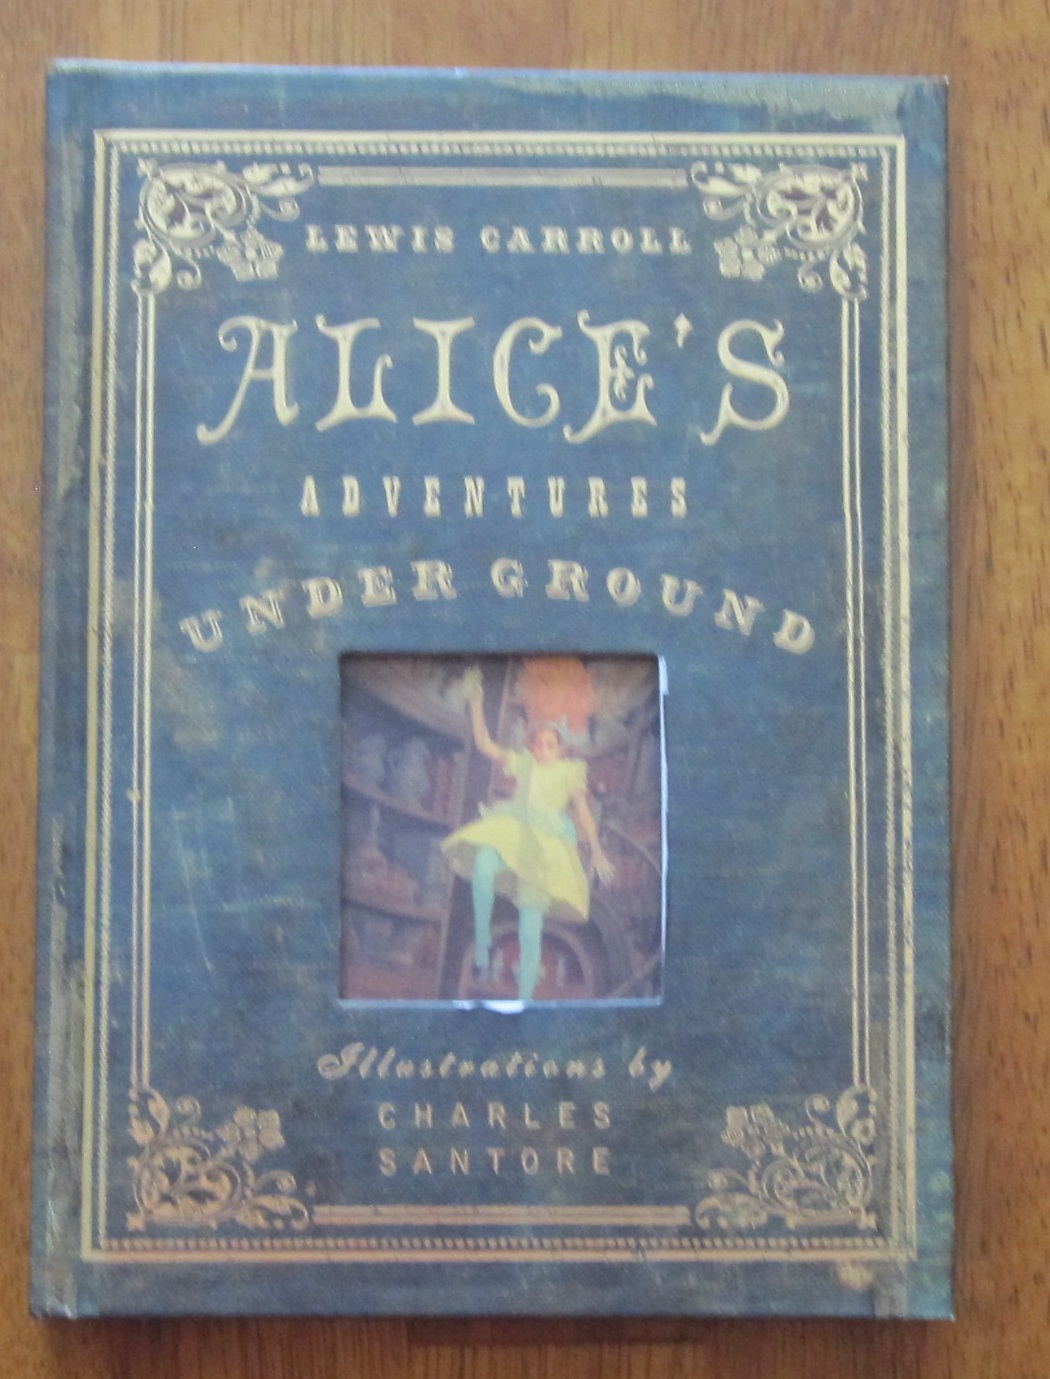 LEWIS CARROLL
ALICE'S
ADVENTURES
UNDER GROUND
Illustrations by
CHARLES
SANTORE